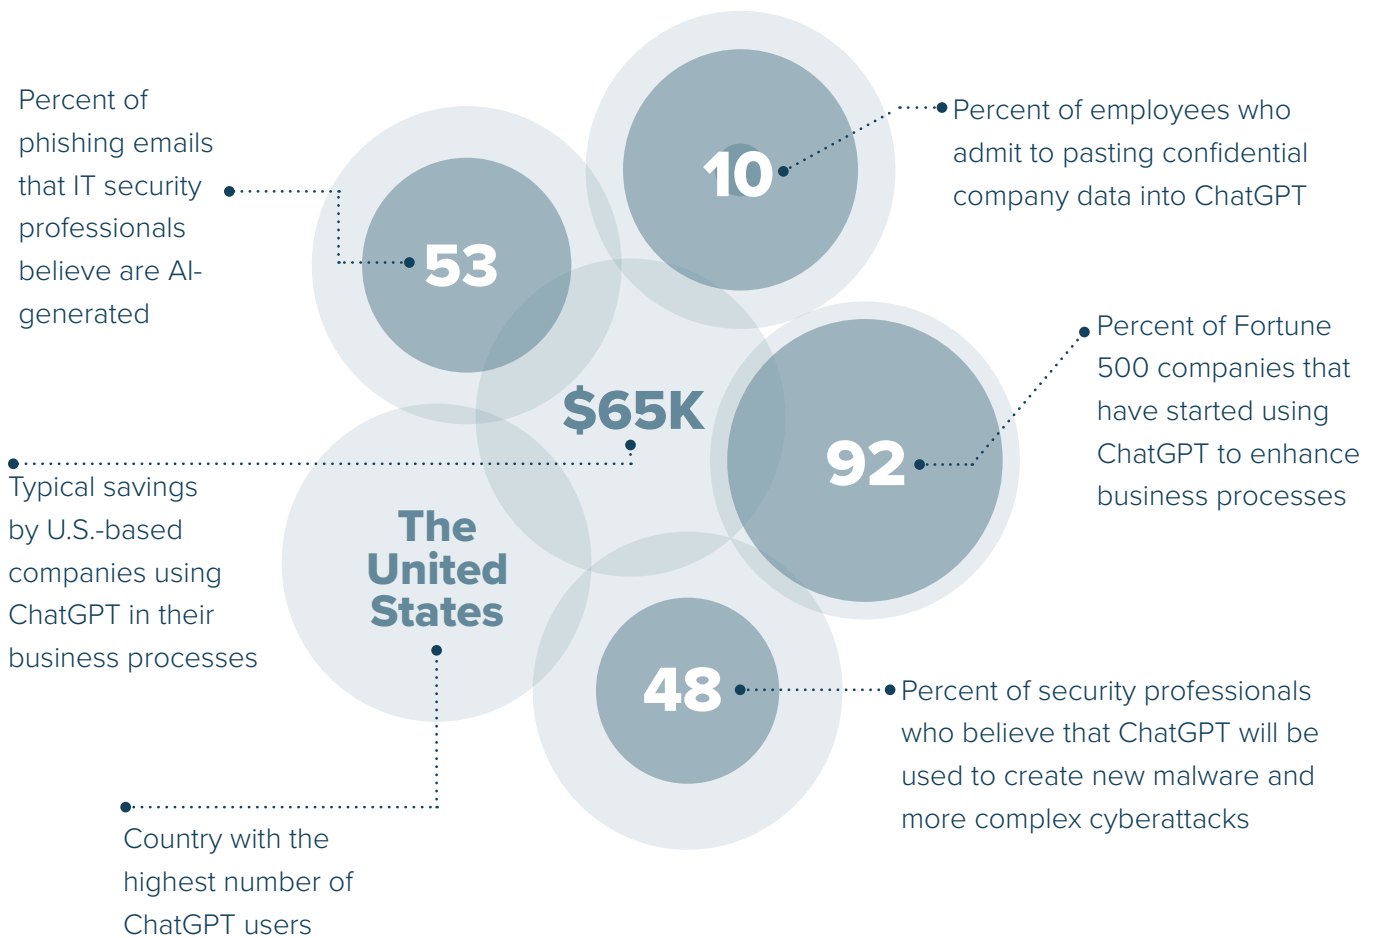 Percent of
phishing emails
that IT security
professionals
believe are AI-
generated
53
10
Percent of employees who
admit to pasting confidential
company data into ChatGPT
Percent of Fortune
500 companies that
have started using
ChatGPT to enhance
business processes
92
$65K
Typical savings
by U.S.-based
companies using
ChatGPT in their
business processes
The
United
States
48
Percent of security professionals
who believe that ChatGPT will be
used to create new malware and
more complex cyberattacks
Country with the
highest number of
ChatGPT users